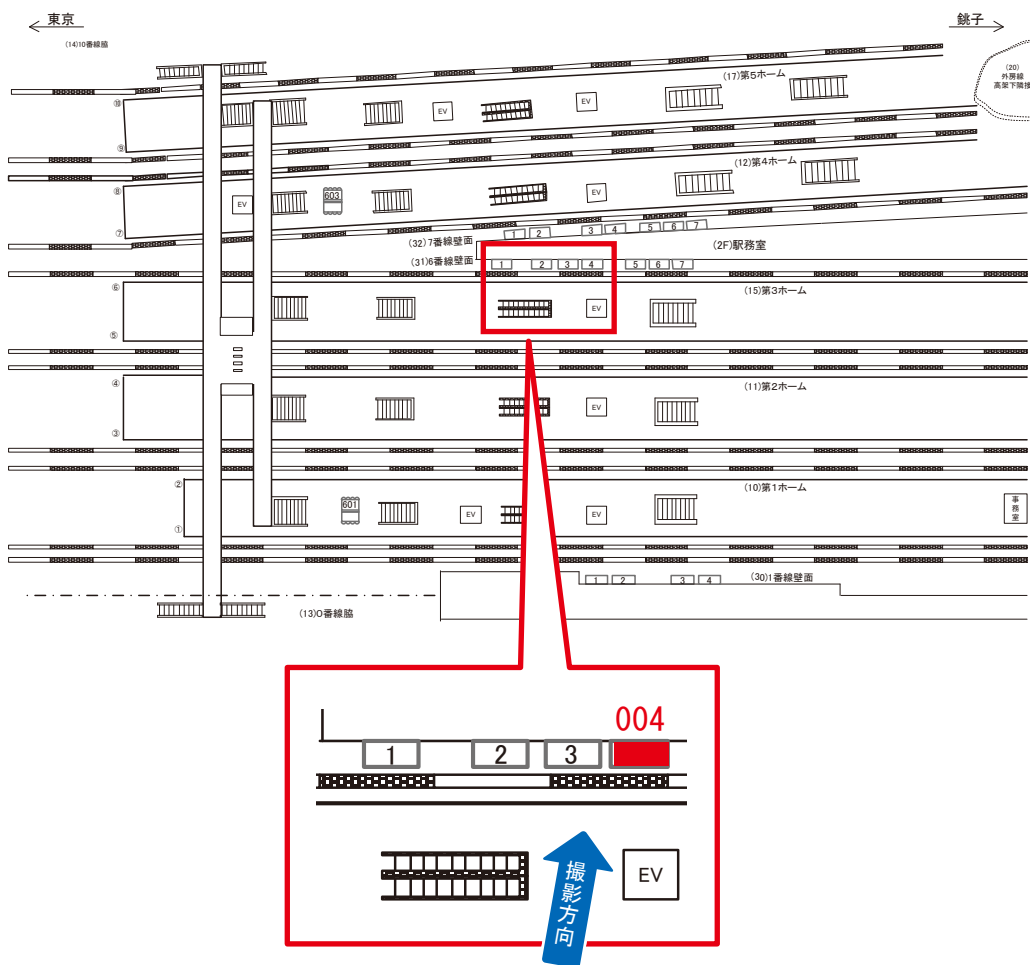 東京
銚子
(14)10番線脇
(20)
外房線
高架下隣接
(17)第5ホーム
⑩
EV
EV
⑨
(12)第4ホーム
⑧
EV
603
EV
⑦
(32)7番線壁面
1 2 3 4 5 6 7
(2F)駅務室
(31)6番線壁面
1 2 3 4 5 6 7
⑥
(15)第3ホーム
EV
⑤
④
(11)第2ホーム
EV
③
②
(10)第1ホーム
601
EV
EV
事務室
①
(30)1番線壁面
1 2 3 4
(13)0番線脇
004
1 2 3
EV
撮影方向